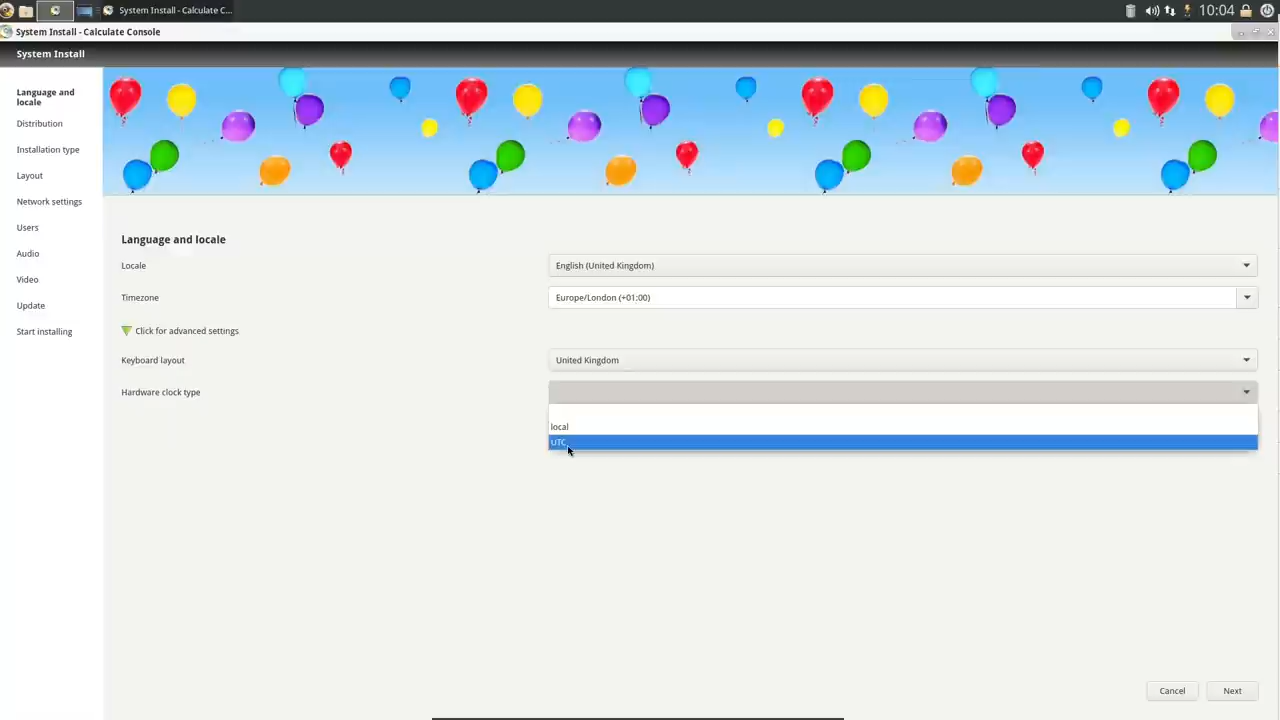 System Install - Calculate C...
10:04
System Install - Calculate Console
System Install
Language and
locale
Distribution
Installation type
Layout
Network settings
Users
Audio
Video
Update
Start installing
Language and locale
Locale
English (United Kingdom)
Timezone
Europe/London (+01:00)
Click for advanced settings
Keyboard layout
United Kingdom
Hardware clock type
local
UTC
Cancel
Next